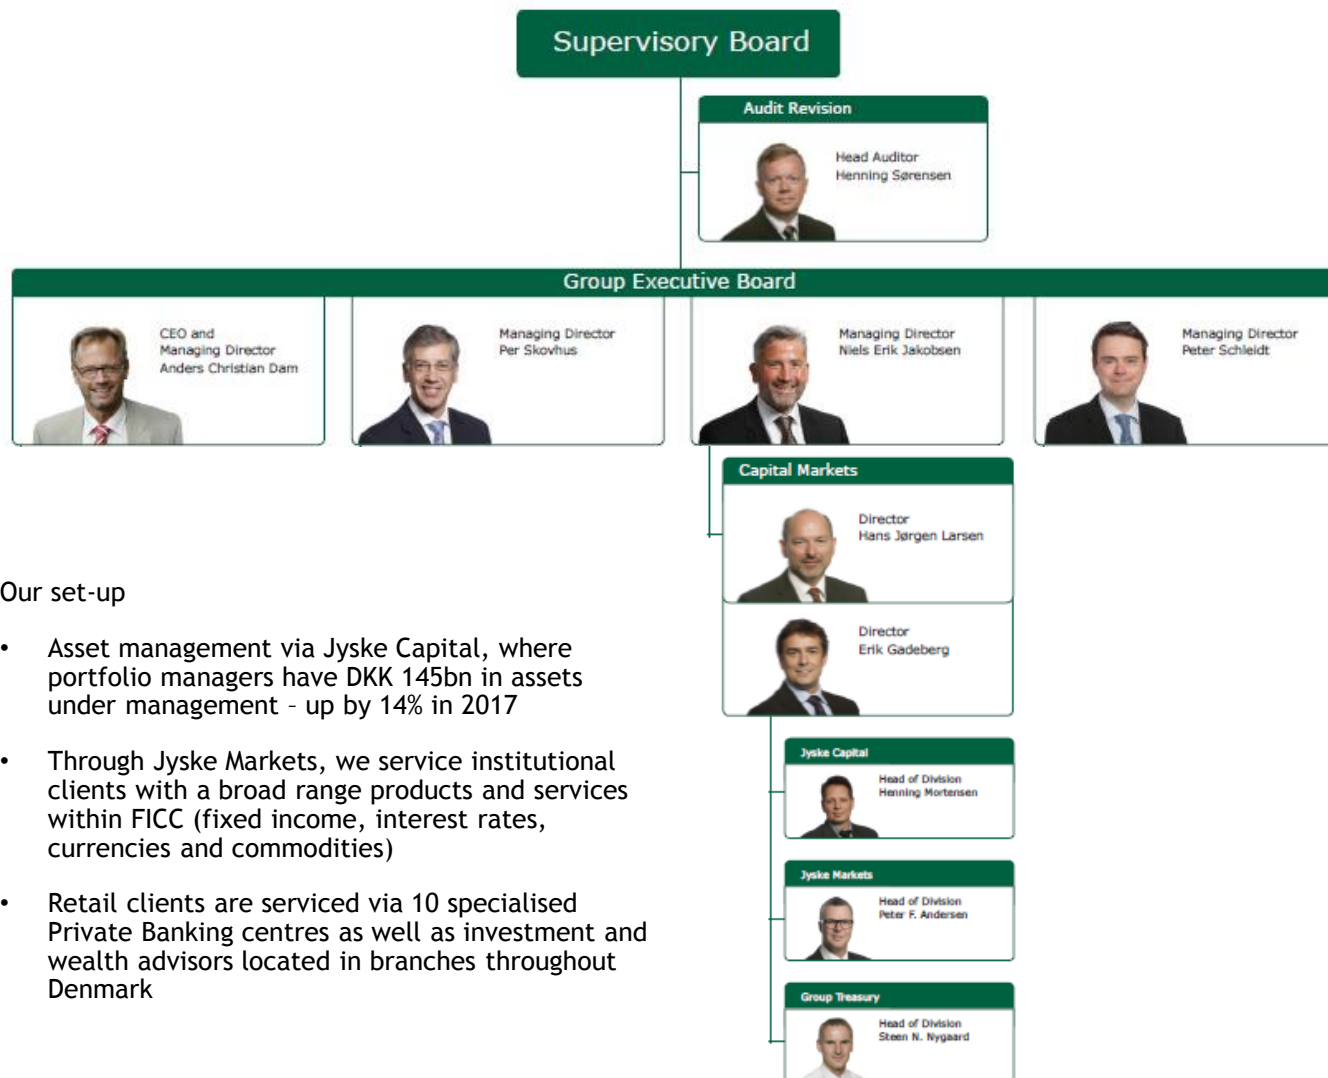 Supervisory Board
Audit Revision
Head Auditor
Henning Sørensen
Group Executive Board
CEO and
Managing Director
Anders Christian Dam
Managing Director
Per Skovhus
Managing Director
Niels Erik Jakobsen
Managing Director
Peter Schleidt
Capital Markets
Director
Hans Jørgen Larsen
Director
Erik Gadeberg
Jyske Capital
Head of Division
Henning Mortensen
Jyske Markets
Head of Division
Peter F. Andersen
Group Treasury
Head of Division
Steen N. Nygaard
Our set-up
• Asset management via Jyske Capital, where
portfolio managers have DKK 145bn in assets
under management – up by 14% in 2017
• Through Jyske Markets, we service institutional
clients with a broad range products and services
within FICC (fixed income, interest rates,
currencies and commodities)
• Retail clients are serviced via 10 specialised
Private Banking centres as well as investment and
wealth advisors located in branches throughout
Denmark